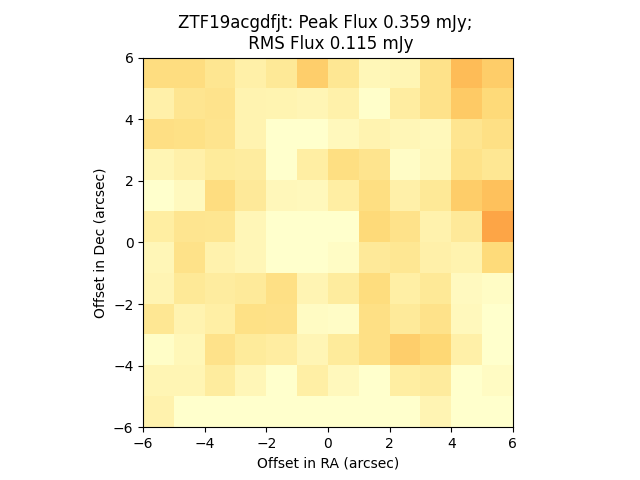 ZTF19acgdfjt: Peak Flux 0.359 mJy;
RMS Flux 0.115 mJy
6
4
2
0
−2
−4
−6
Offset in Dec (arcsec)
−6 −4 −2 0 2 4 6
Offset in RA (arcsec)